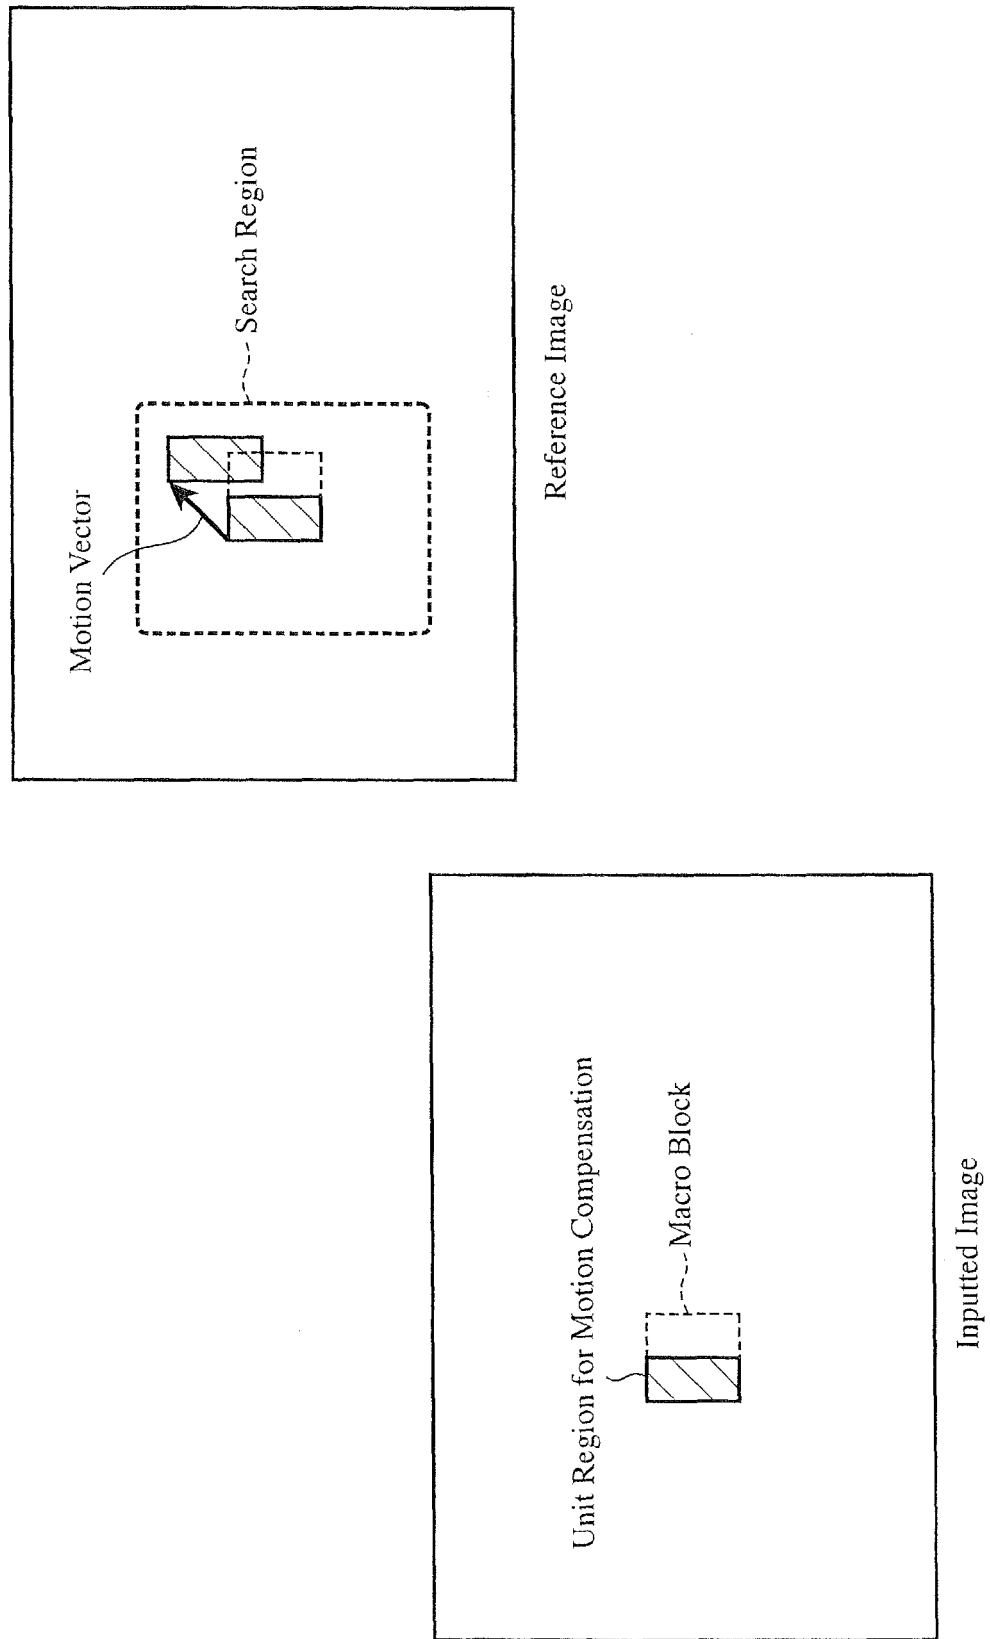 Motion Vector
Search Region
Reference Image
Unit Region for Motion Compensation
Macro Block
Inputted Image